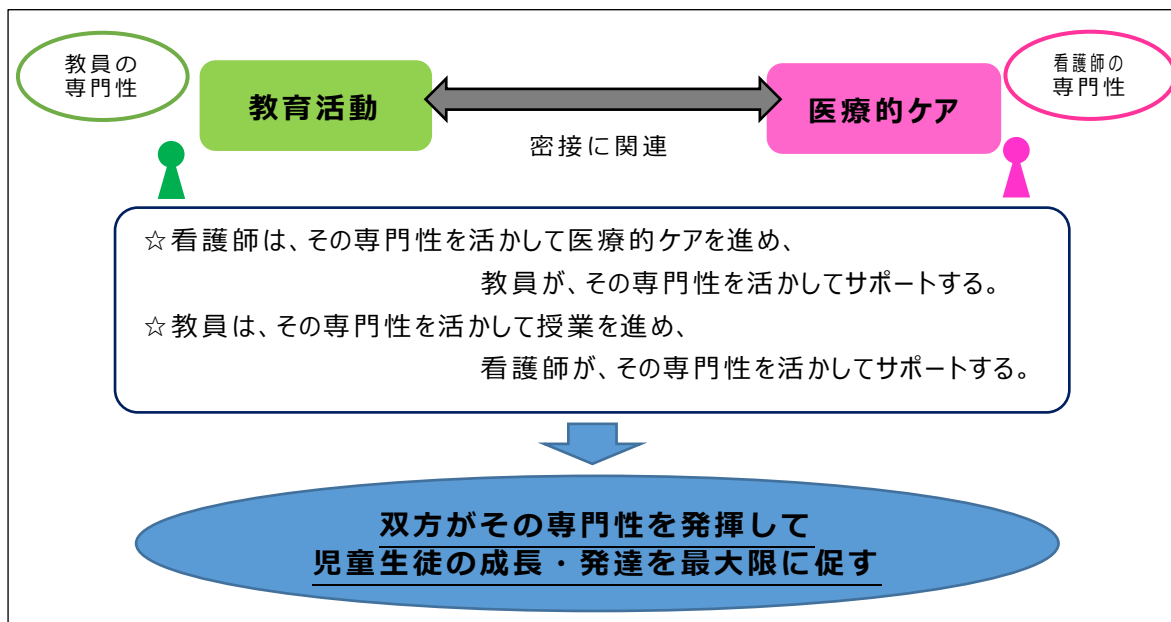 教員の
専門性
教育活動
密接に関連
医療的ケア
看護師の
専門性
☆看護師は、その専門性を活かして医療的ケアを進め、
教員が、その専門性を活かしてサポートする。
☆教員は、その専門性を活かして授業を進め、
看護師が、その専門性を活かしてサポートする。
双方がその専門性を発揮して
児童生徒の成長・発達を最大限に促す